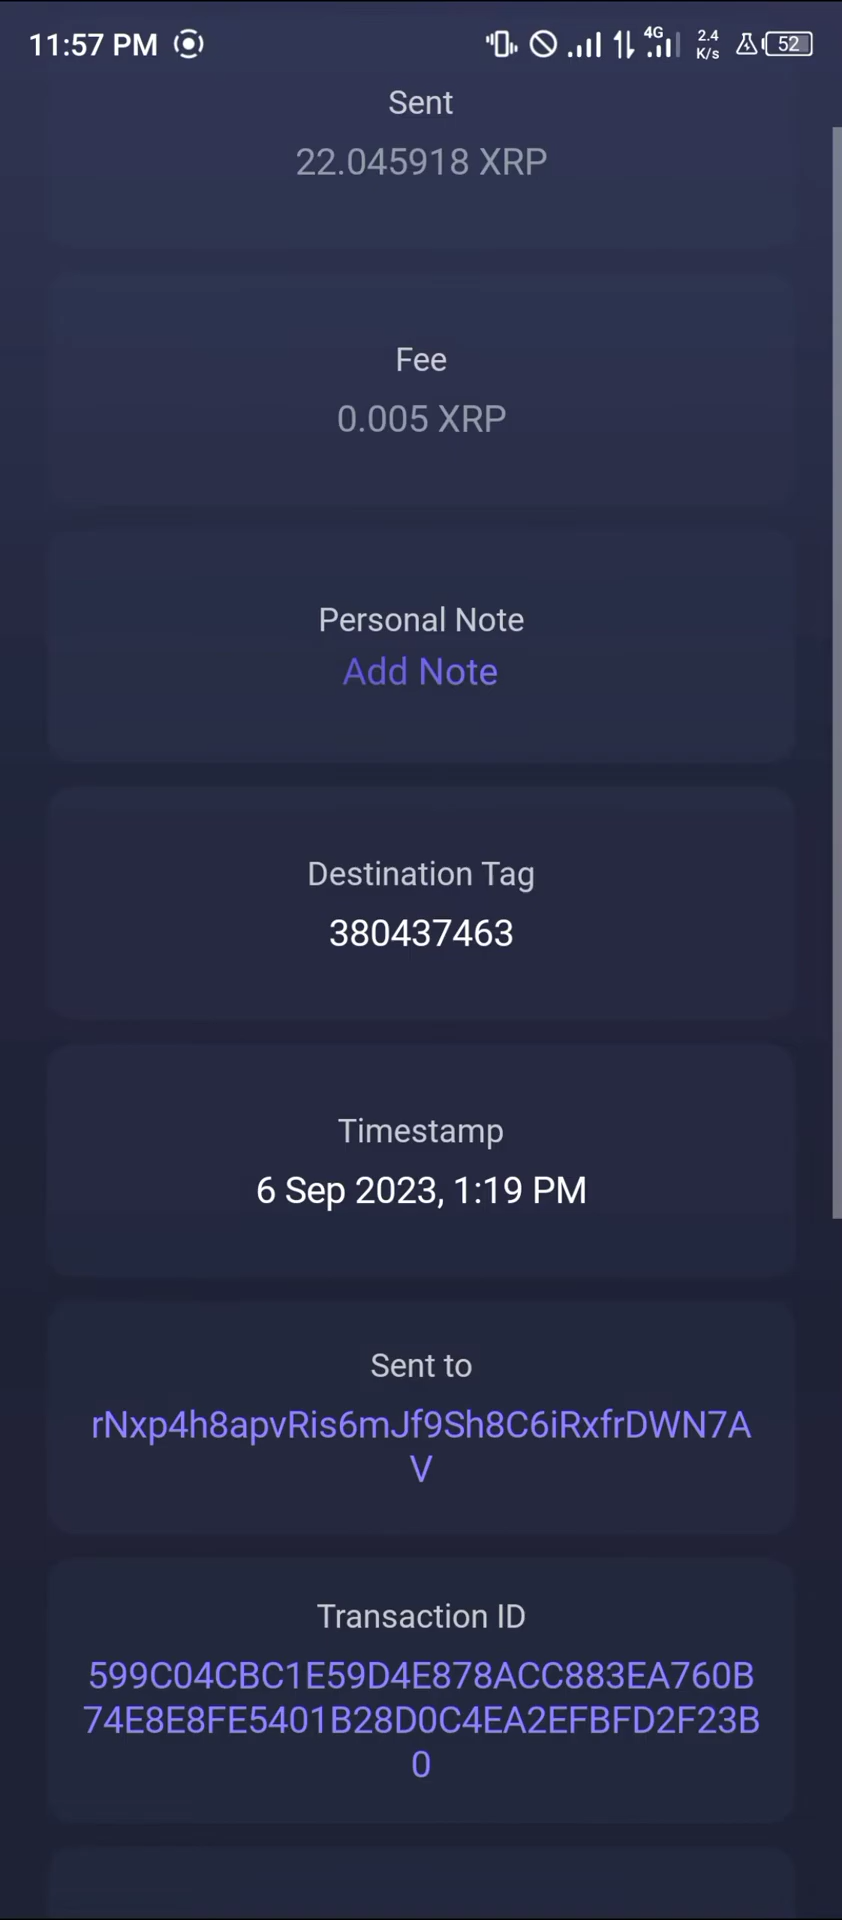 11:57 PM 4G 2.4 K/s 52
Sent
22.045918 XRP
Fee
0.005 XRP
Personal Note
Add Note
Destination Tag
380437463
Timestamp
6 Sep 2023, 1:19 PM
Sent to
rNxp4h8apvRis6mJf9Sh8C6iRxfrDWN7A
V
Transaction ID
599C04CBC1E59D4E878ACC883EA760B
74E8E8FE5401B28D0C4EA2EFBFD2F23B
0